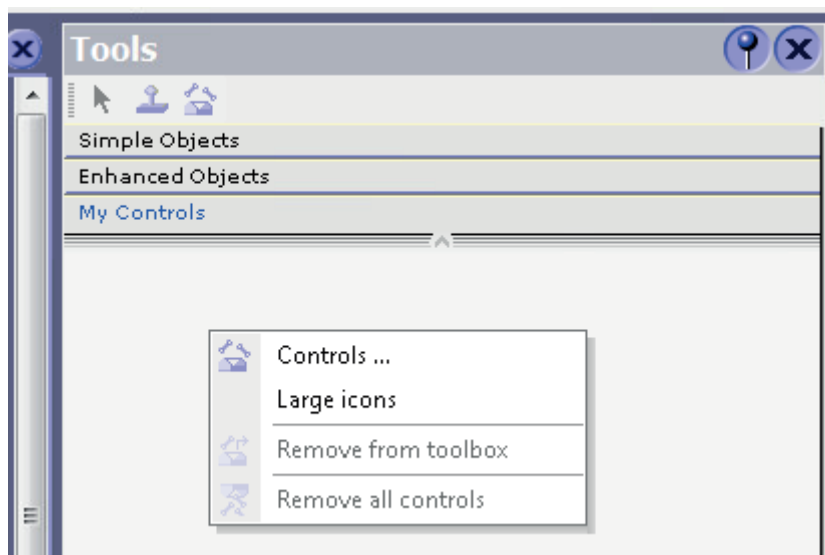 Tools
Simple Objects
Enhanced Objects
My Controls
Controls ...
Large icons
Remove from toolbox
Remove all controls